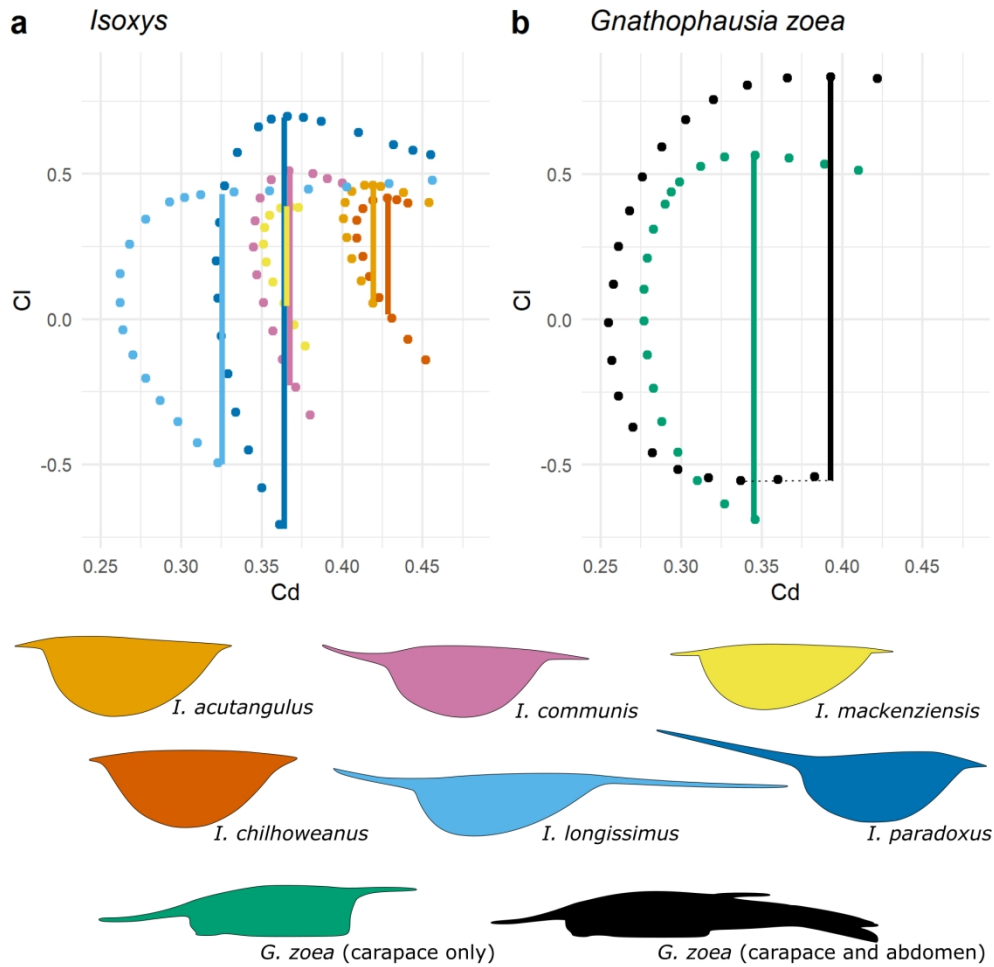 a Isoxys
b Gnathophausia zoea
Cl
0.5
0.0
-0.5
0.25 0.30 0.35 0.40 0.45
Cd
Cl
0.5
0.0
-0.5
0.25 0.30 0.35 0.40 0.45
Cd
I. acutangulus
I. communis
I. mackenziensis
I. chilhoweanus
I. longissimus
I. paradoxus
G. zoea (carapace only)
G. zoea (carapace and abdomen)